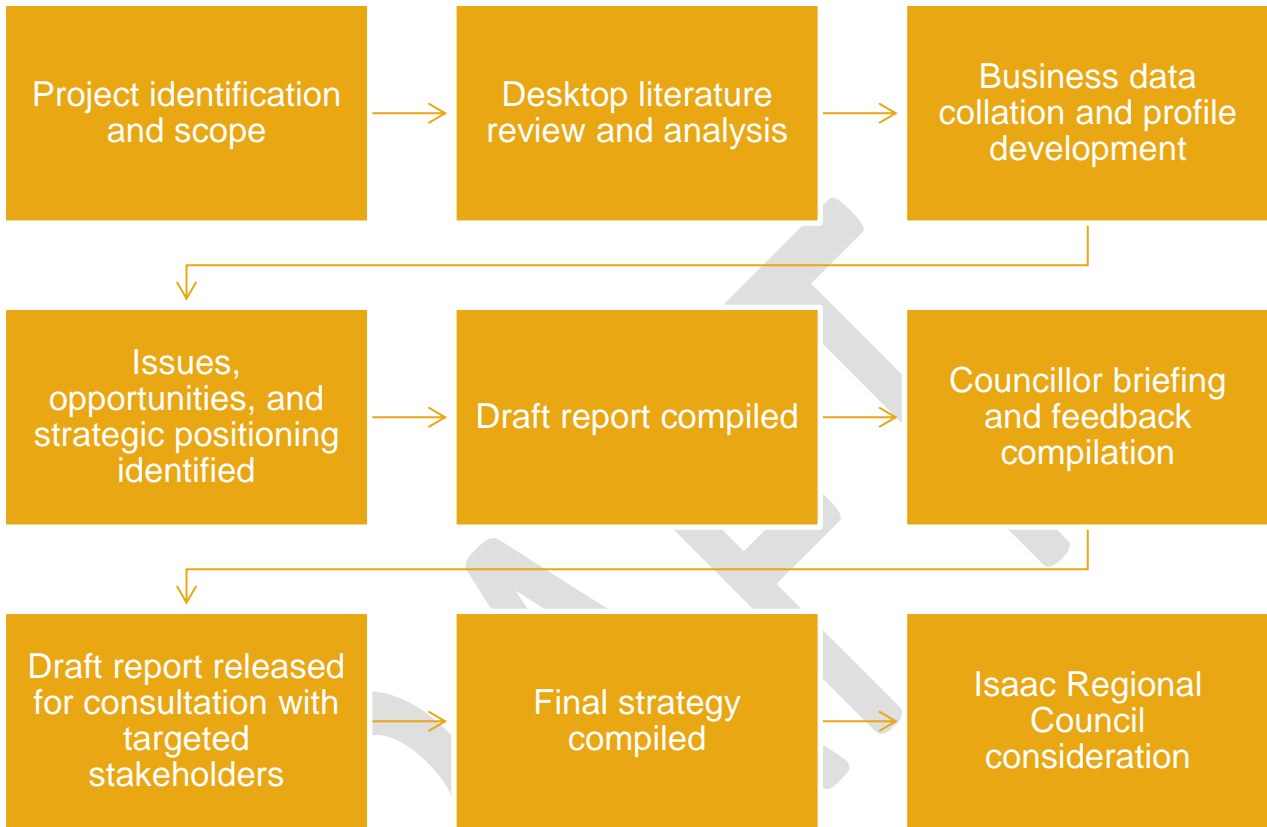 Project identification
and scope
Desktop literature
review and analysis
Business data
collation and profile
development
Issues,
opportunities, and
strategic positioning
identified
Draft report compiled
Councillor briefing
and feedback
compilation
Draft report released
for consultation with
targeted
stakeholders
Final strategy
compiled
Isaac Regional
Council
consideration